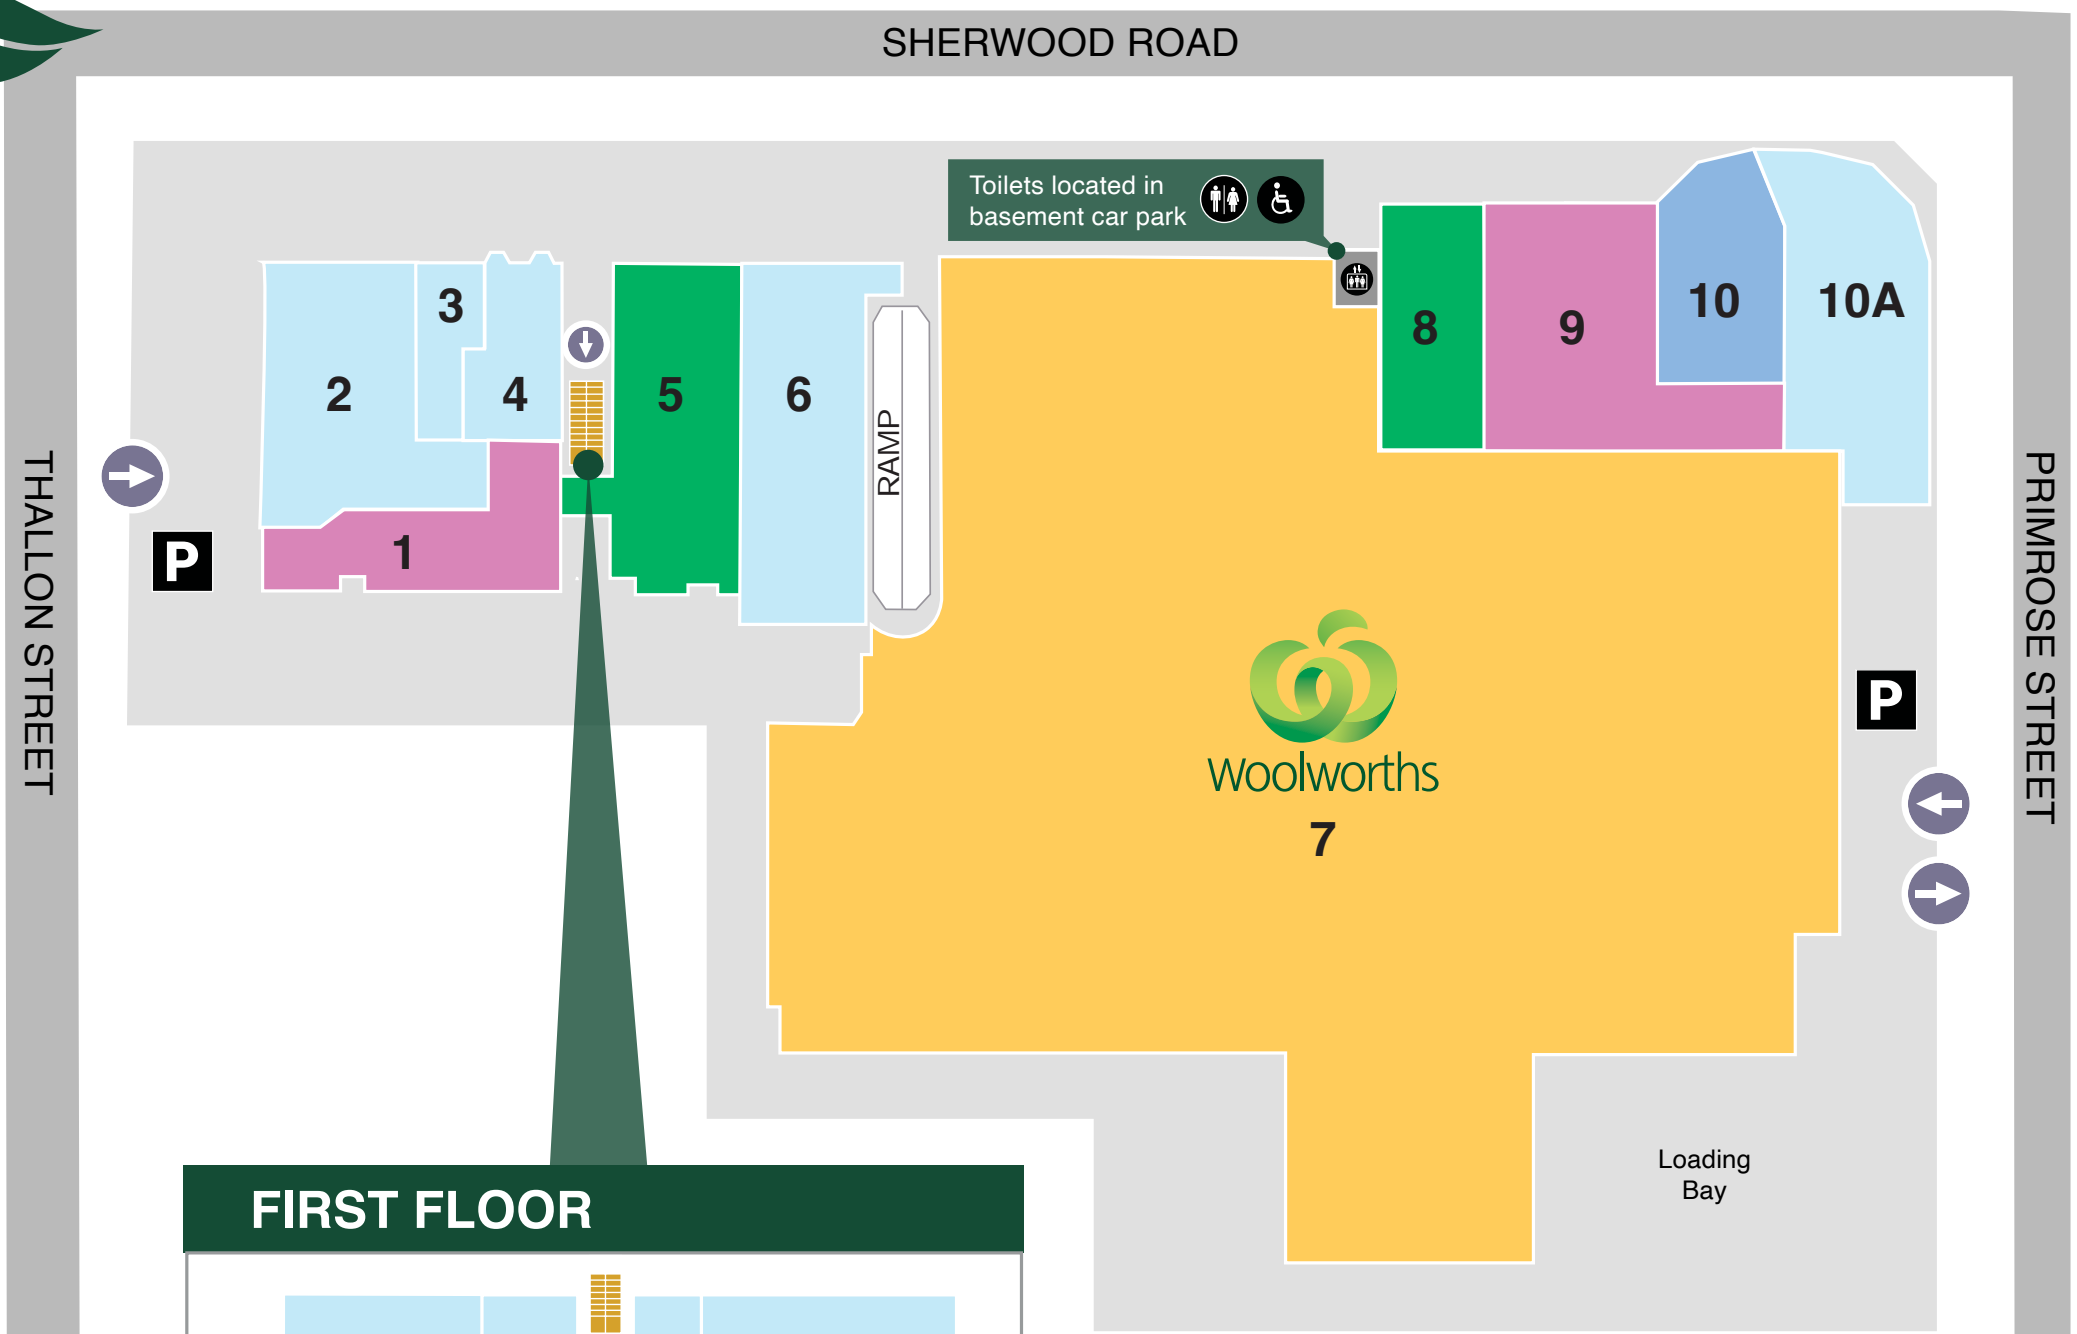 SHERWOOD ROAD
Toilets located in
basement car park
THALLON STREET
PRIMROSE STREET
2
3
4
5
6
RAMP
8
9
10
10A
1
P
P
Woolworths
7
Loading
Bay
FIRST FLOOR